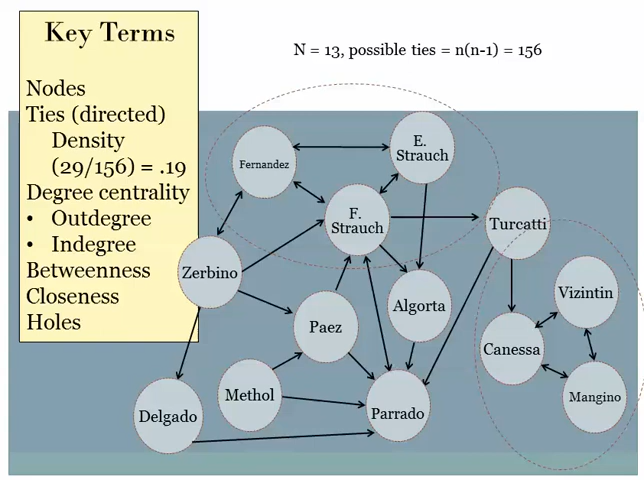 Key Terms
N = 13, possible ties = n(n-1) = 156
Nodes
Ties (directed)
Density
(29/156) = .19
Degree centrality
• Outdegree
• Indegree
Betweenness
Closeness
Holes
E.
Strauch
Fernandez
F.
Strauch
Turcatti
Zerbino
Vizintin
Algorta
Paez
Canessa
Methol
Mangino
Delgado
Parrado